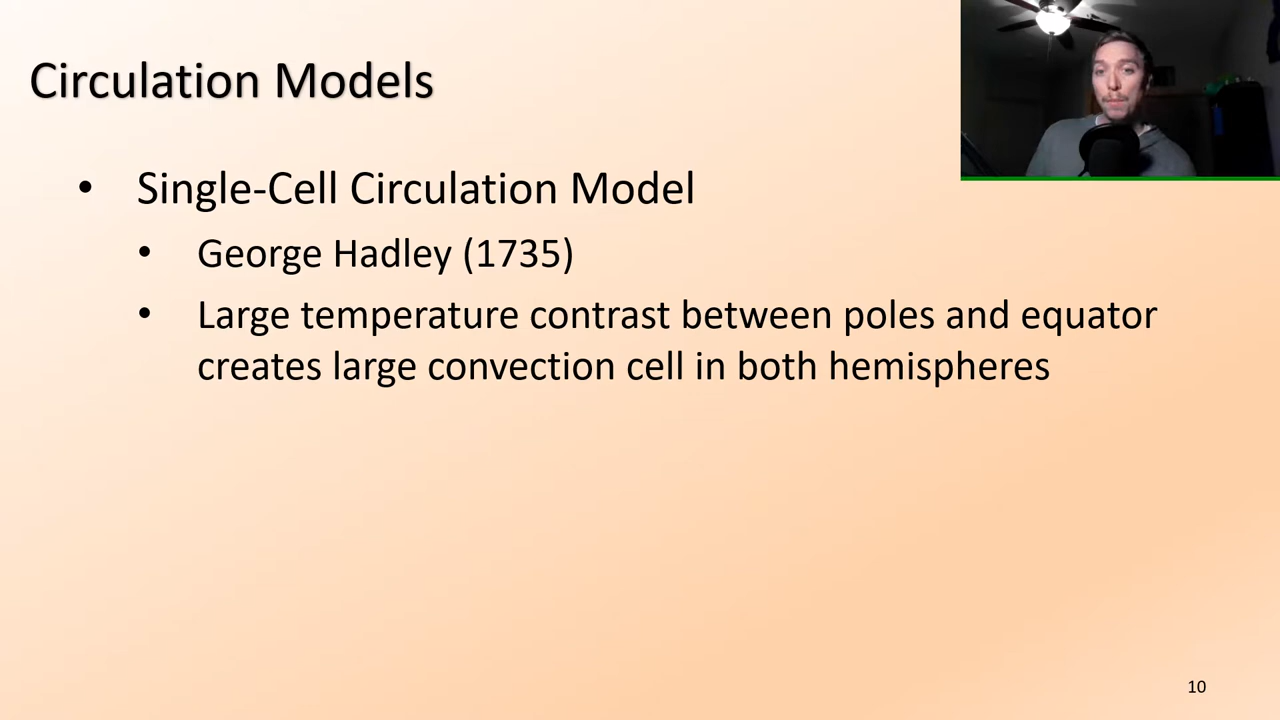 Circulation Models
• Single-Cell Circulation Model
• George Hadley (1735)
• Large temperature contrast between poles and equator
creates large convection cell in both hemispheres
10